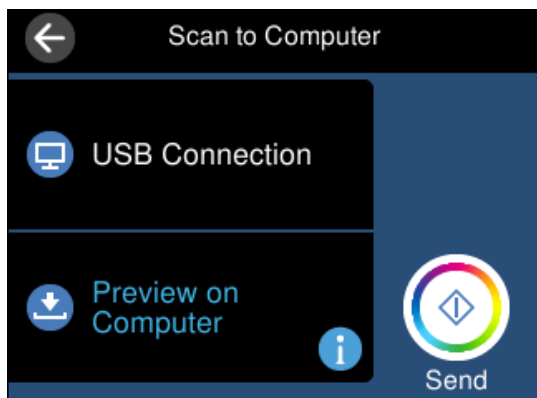 Scan to Computer
USB Connection
Preview on
Computer
i
Send